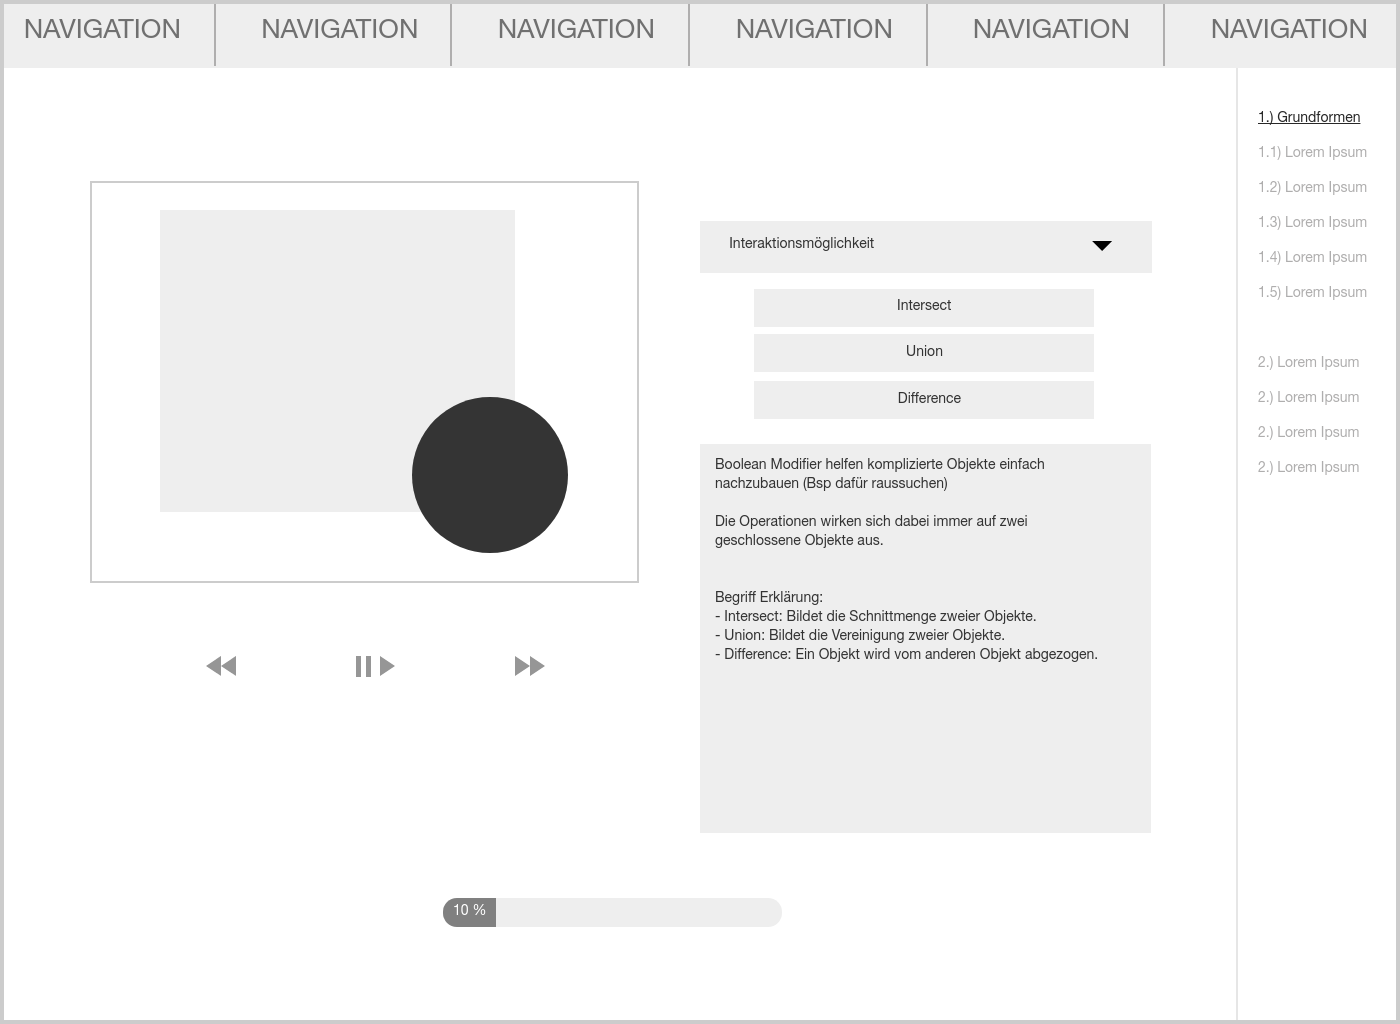 NAVIGATION NAVIGATION NAVIGATION NAVIGATION NAVIGATION NAVIGATION
Interaktionsmöglichkeit
Intersect
Union
Difference
Boolean Modifier helfen komplizierte Objekte einfach
nachzubauen (Bsp dafür raussuchen)
Die Operationen wirken sich dabei immer auf zwei
geschlossene Objekte aus.
Begriff Erklärung:
- Intersect: Bildet die Schnittmenge zweier Objekte.
- Union: Bildet die Vereinigung zweier Objekte.
- Difference: Ein Objekt wird vom anderen Objekt abgezogen.
10 %
1.) Grundformen
1.1) Lorem Ipsum
1.2) Lorem Ipsum
1.3) Lorem Ipsum
1.4) Lorem Ipsum
1.5) Lorem Ipsum
2.) Lorem Ipsum
2.) Lorem Ipsum
2.) Lorem Ipsum
2.) Lorem Ipsum